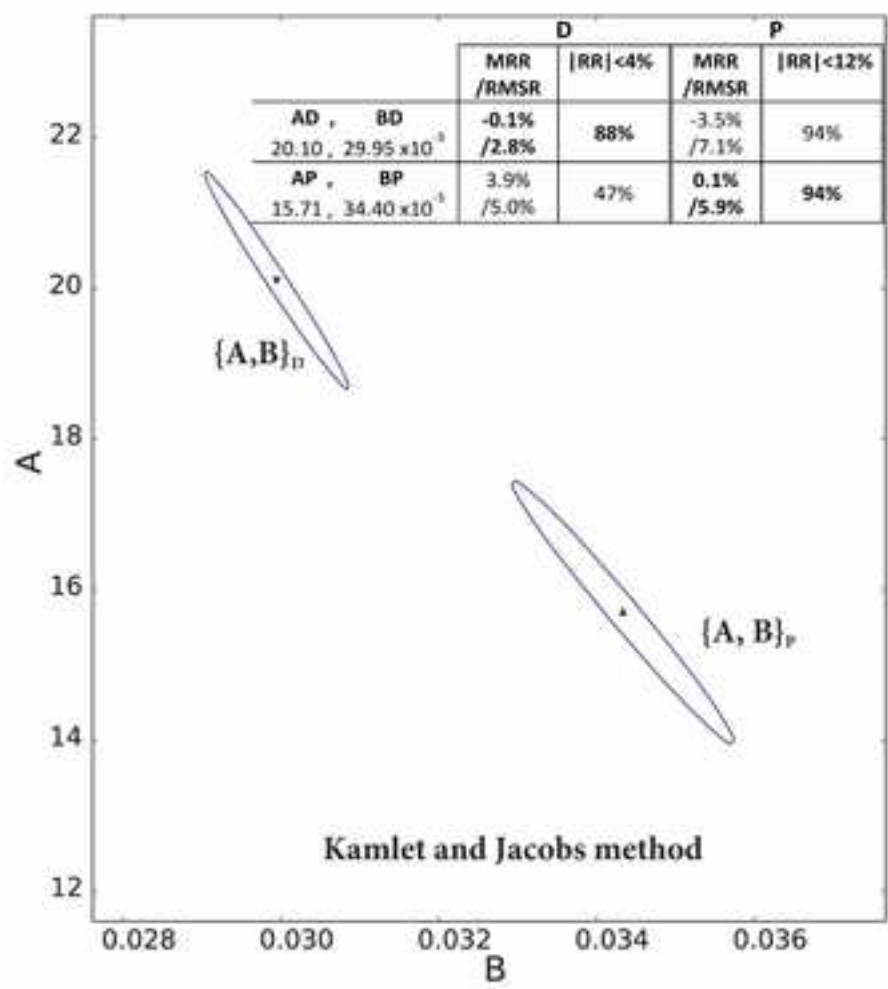 D P
MRR |RR|<4% MRR |RR|<12%
/RMSR /RMSR
AD , BD -0.1% 88% -3.5% 94%
20.10 , 29.95 x10⁻³ /2.8% /7.1%
AP , BP 3.9% 47% 0.1% 94%
15.71 , 34.40 x10⁻³ /5.0% /5.9%
22
20
18
16
14
12
A
{A,B}D
{A, B}P
Kamlet and Jacobs method
0.028 0.030 0.032 0.034 0.036
B